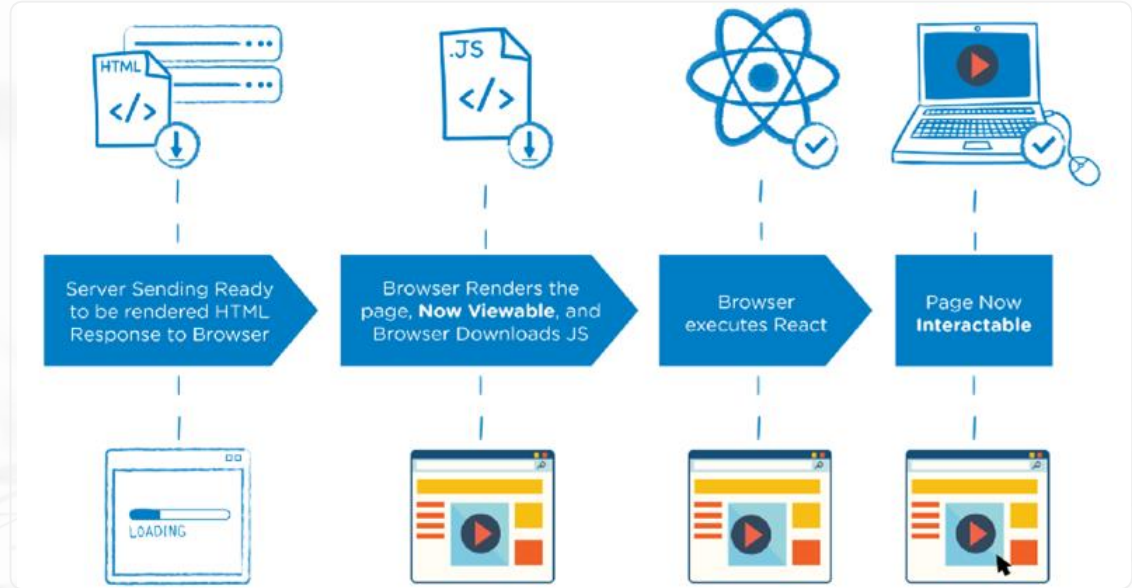 HTML
</>
.JS
</>
Server Sending Ready
to be rendered HTML
Response to Browser
Browser Renders the
page, Now Viewable, and
Browser Downloads JS
Browser
executes React
Page Now
Interactable
LOADING